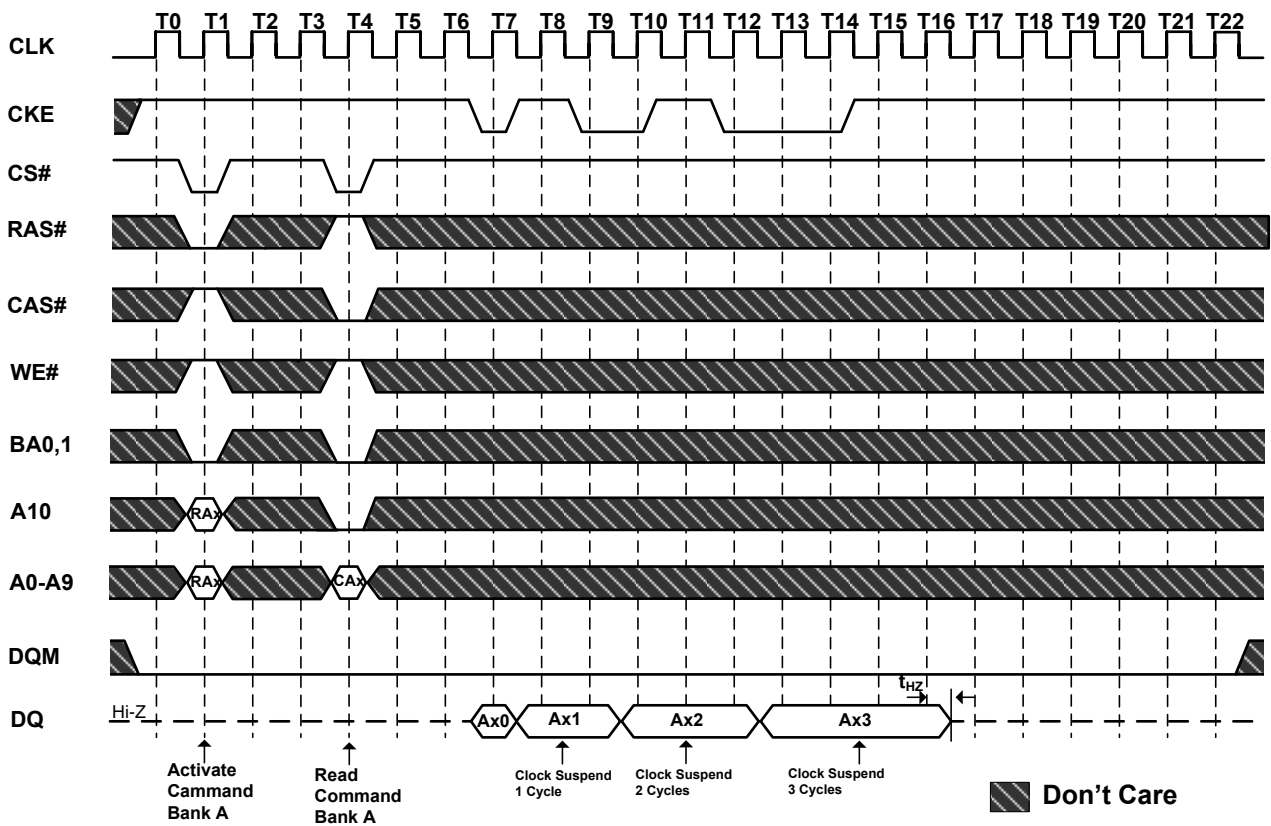 T0 T1 T2 T3 T4 T5 T6 T7 T8 T9 T10 T11 T12 T13 T14 T15 T16 T17 T18 T19 T20 T21 T22
CLK
CKE
CS#
RAS#
CAS#
WE#
BA0,1
A10 RAx
A0-A9 RAx CAx
DQM
tHZ
DQ Hi-Z Ax0 Ax1 Ax2 Ax3
Activate
Cammand
Bank A
Read
Command
Bank A
Clock Suspend
1 Cycle
Clock Suspend
2 Cycles
Clock Suspend
3 Cycles
Don't Care